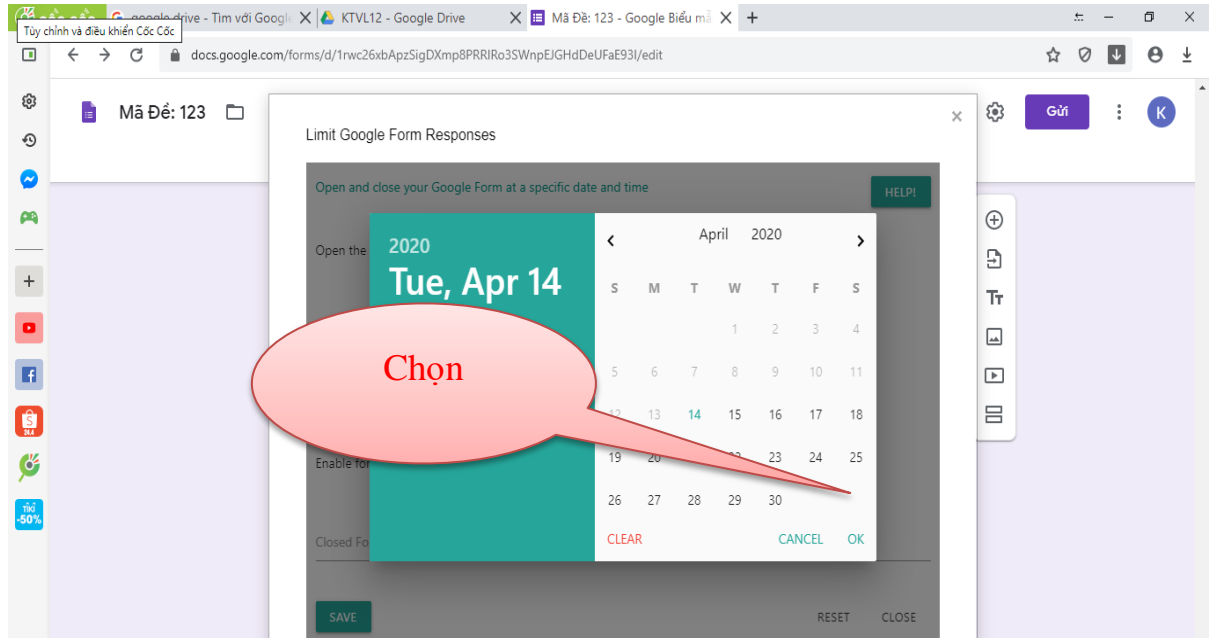 google drive - Tìm với Google
KTVL12 - Google Drive
Mã Đề: 123 - Google Biểu mẫ
Tùy chỉnh và điều khiển Cốc Cốc
docs.google.com/forms/d/1rwc26xbApzSigDXmp8PRRIRo3SWnpEJGHdDeUFaE93I/edit
Mã Đề: 123
Gửi
K
Limit Google Form Responses
Open and close your Google Form at a specific date and time
HELP!
Open the
2020
Tue, Apr 14
April 2020
S M T W T F S
1 2 3 4
5 6 7 8 9 10 11
12 13 14 15 16 17 18
19 20 22 23 24 25
26 27 28 29 30
CLEAR CANCEL OK
Chọn
Enable for
Closed Fo
SAVE
RESET CLOSE
S
24.4
f
TIKI
-50%
Tт